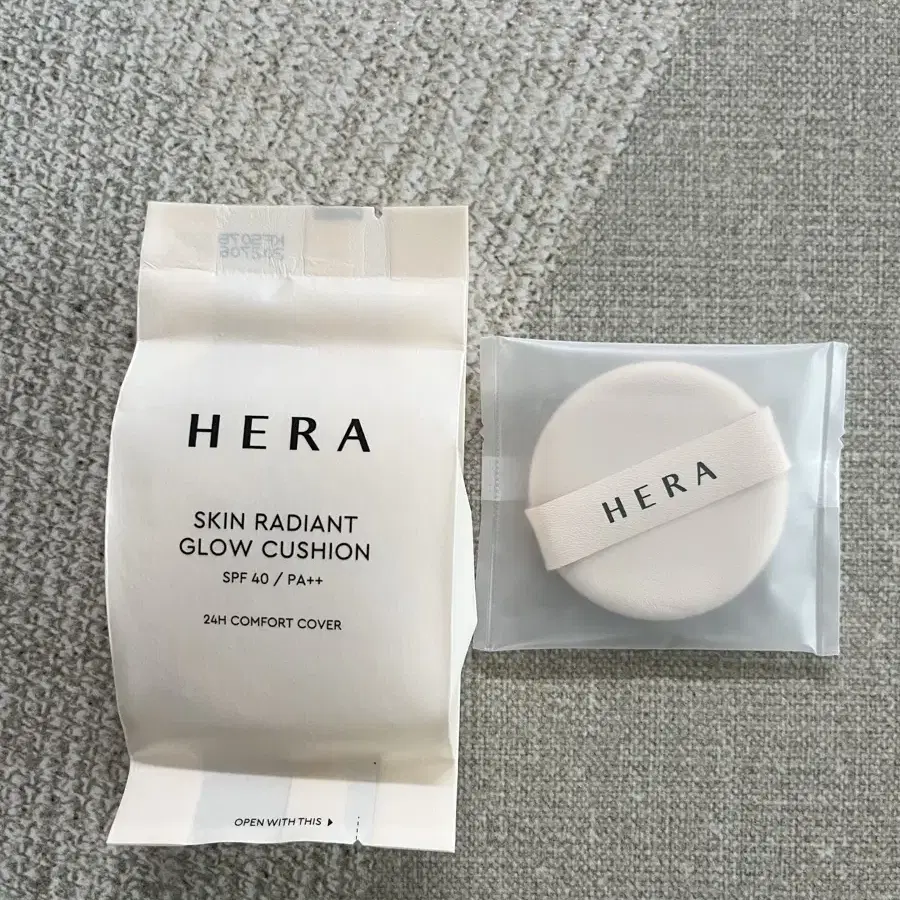 HERA
SKIN RADIANT
GLOW CUSHION
SPF 40 / PA++
24H COMFORT COVER
OPEN WITH THIS
HERA